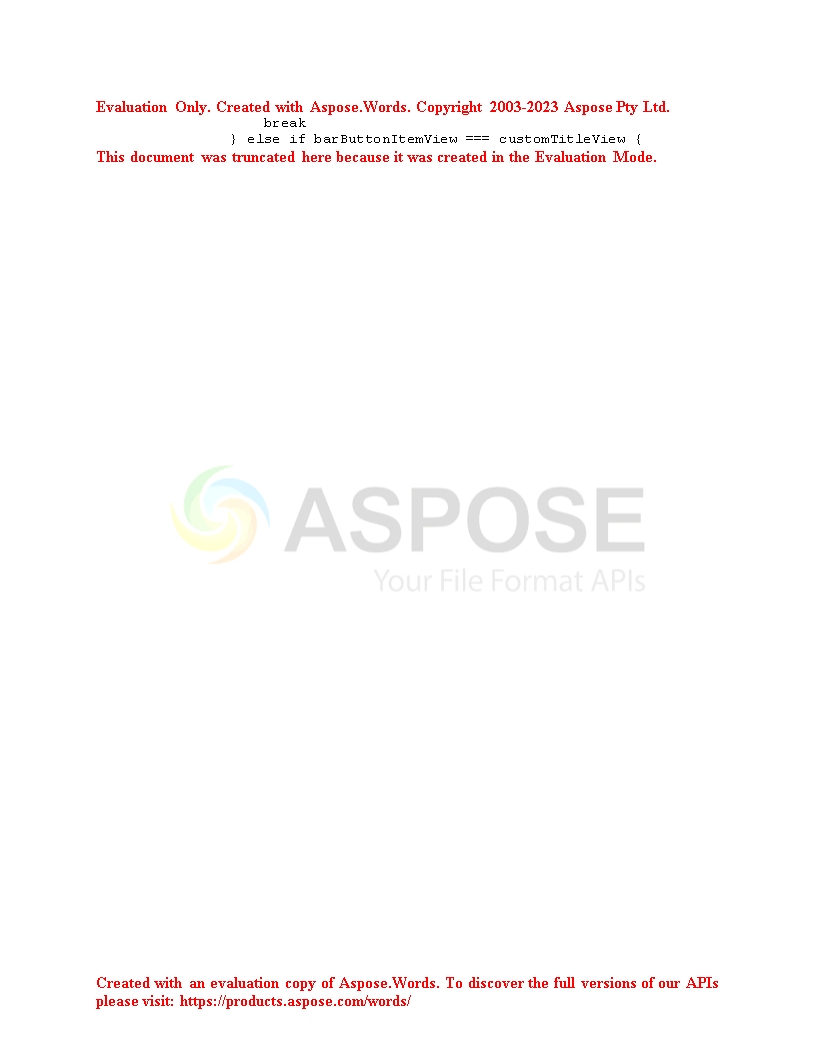 Evaluation Only. Created with Aspose.Words. Copyright 2003-2023 Aspose Pty Ltd.
break
} else if barButtonItemView === customTitleView {
This document was truncated here because it was created in the Evaluation Mode.
ASPOSE
Your File Format APIs
Created with an evaluation copy of Aspose.Words. To discover the full versions of our APIs
please visit: https://products.aspose.com/words/